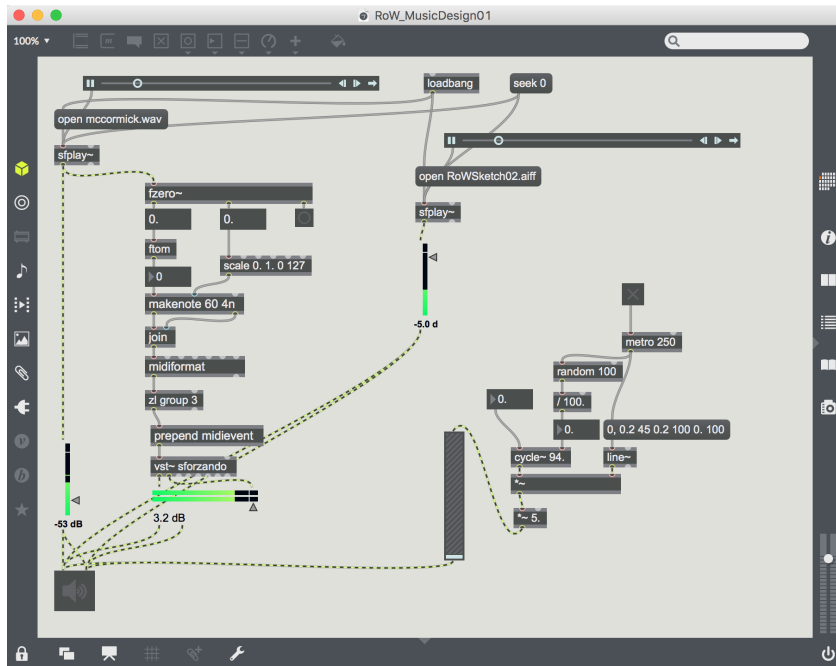 RoW_MusicDesign01
100%
loadbang
seek 0
open mccormick.wav
sfplay~
open RoWSketch02.aiff
sfplay~
fzero~
0.
0.
ftom
scale 0. 1. 0 127
0
makenote 60 4n
join
midiformat
zl group 3
prepend midievent
vst~ sforzando
-5.0 d
metro 250
random 100
/ 100.
0.
0.
0, 0.2 45 0.2 100 0. 100
cycle~ 94.
line~
*~
*~ 5.
-53 dB
3.2 dB